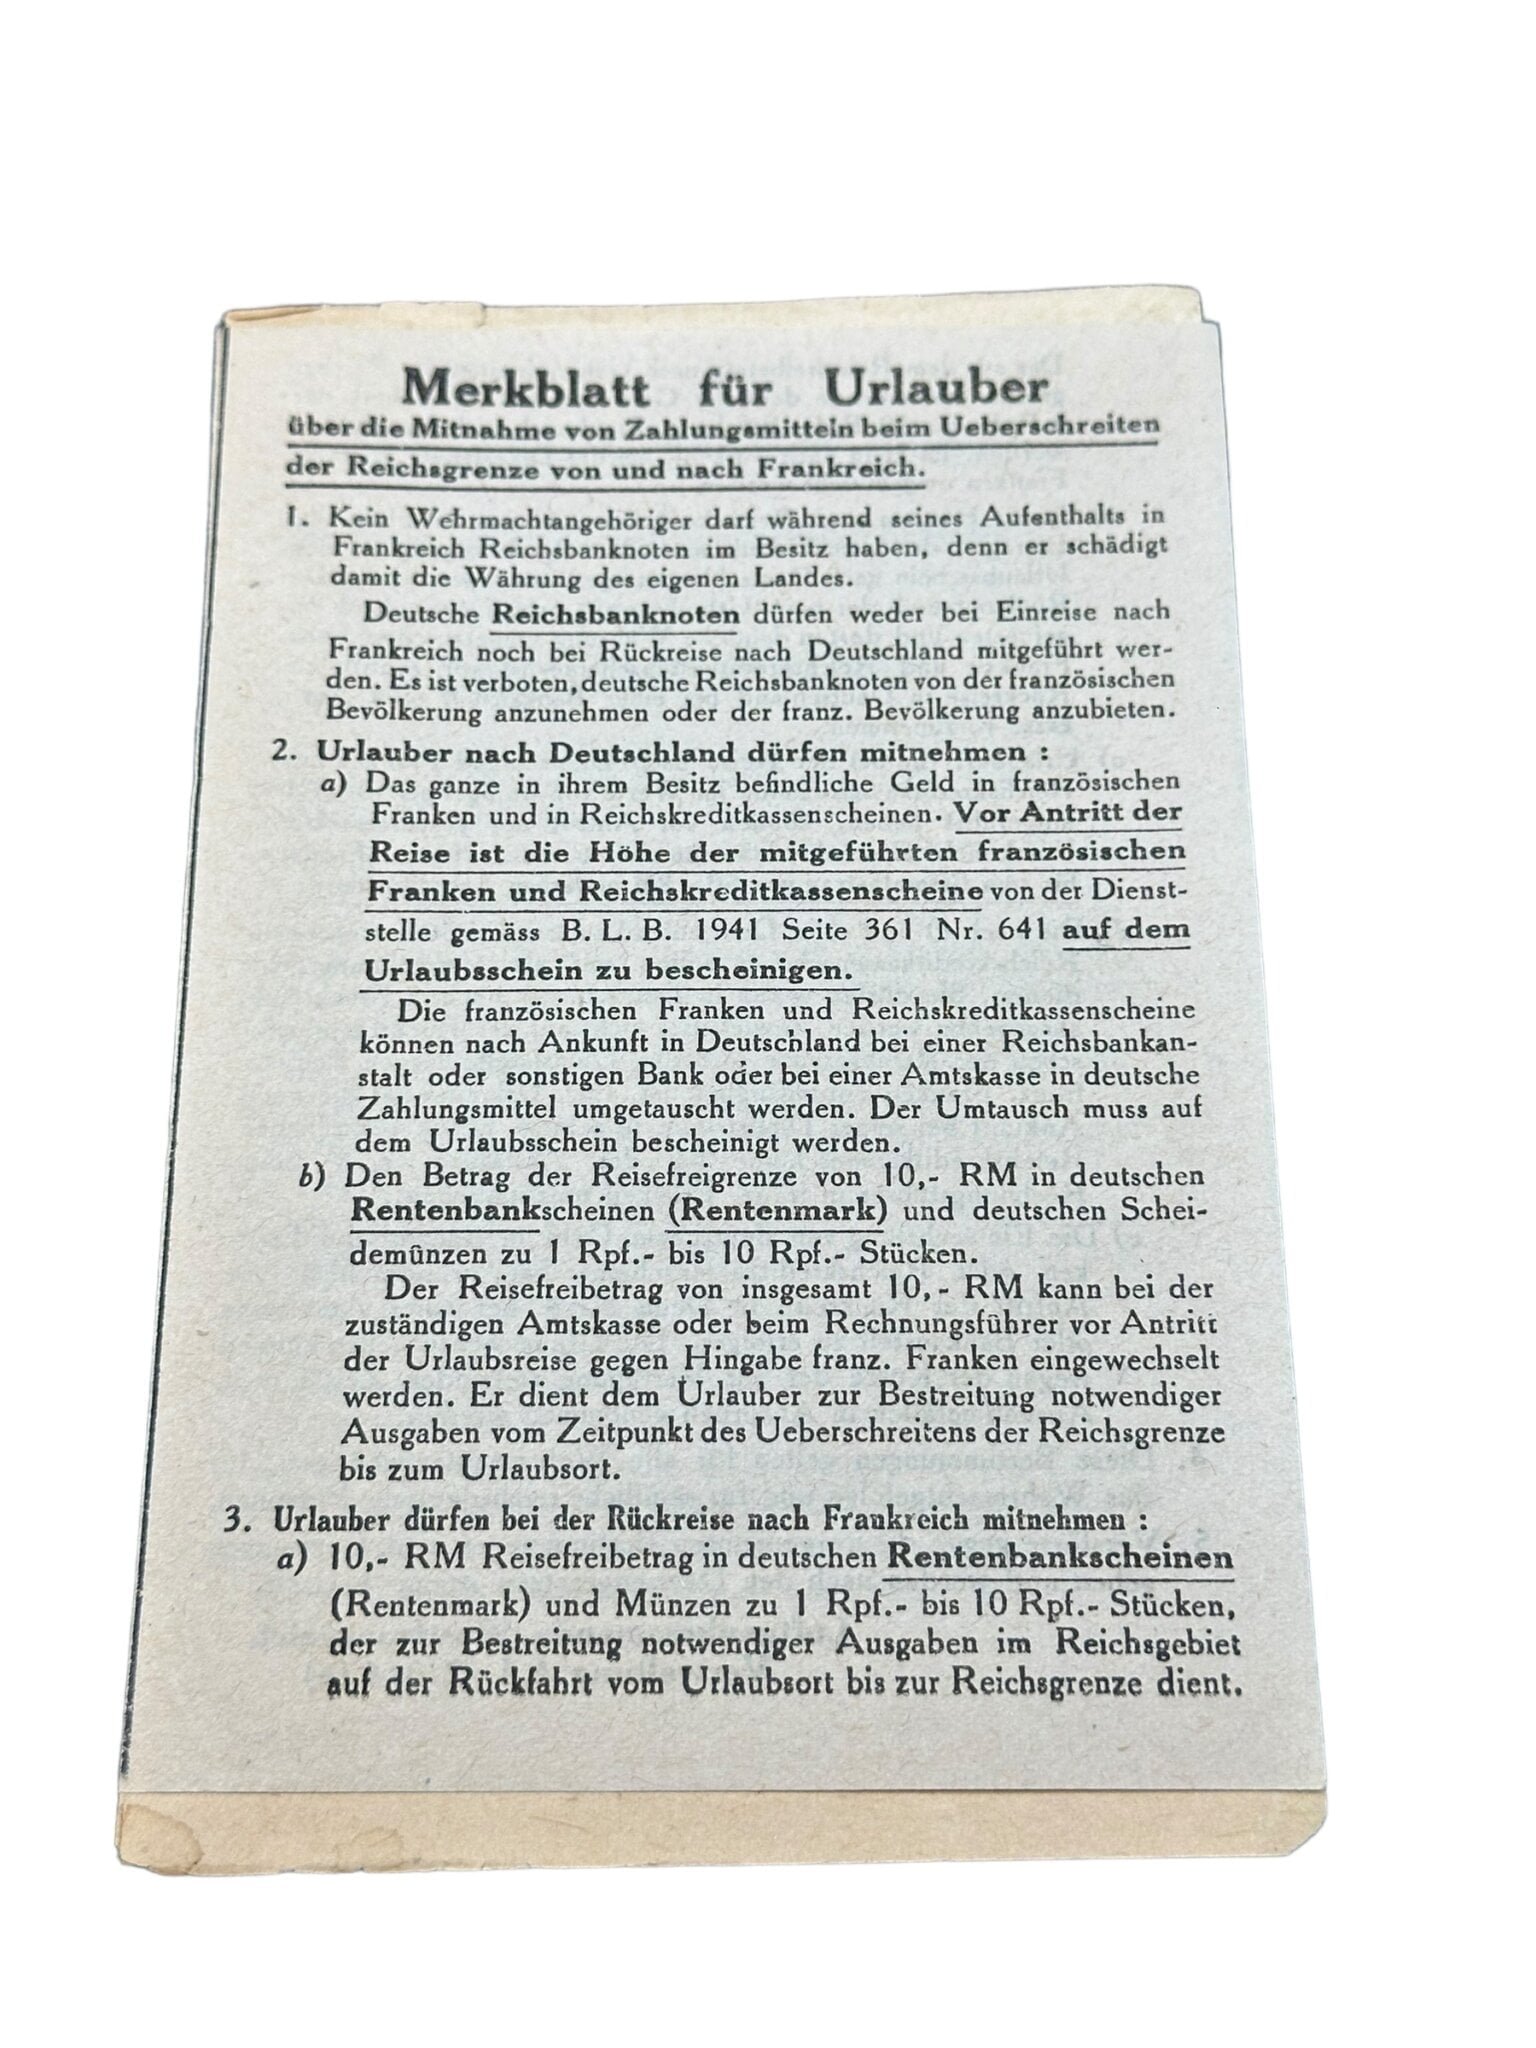 Merkblatt für Urlauber
über die Mitnahme von Zahlungsmitteln beim Ueberschreiten
der Reichsgrenze von und nach Frankreich.
1. Kein Wehrmachtangehöriger darf während seines Aufenthalts in
Frankreich Reichsbanknoten im Besitz haben, denn er schädigt
damit die Währung des eigenen Landes.
Deutsche Reichsbanknoten dürfen weder bei Einreise nach
Frankreich noch bei Rückreise nach Deutschland mitgeführt wer-
den. Es ist verboten, deutsche Reichsbanknoten von der französischen
Bevölkerung anzunehmen oder der franz. Bevölkerung anzubieten.
2. Urlauber nach Deutschland dürfen mitnehmen :
a) Das ganze in ihrem Besitz befindliche Geld in französischen
Franken und in Reichskreditkassenscheinen. Vor Antritt der
Reise ist die Höhe der mitgeführten französischen
Franken und Reichskreditkassenscheine von der Dienst-
stelle gemäss B. L. B. 1941 Seite 361 Nr. 641 auf dem
Urlaubsschein zu bescheinigen.
Die französischen Franken und Reichskreditkassenscheine
können nach Ankunft in Deutschland bei einer Reichsbankan-
stalt oder sonstigen Bank oder bei einer Amtskasse in deutsche
Zahlungsmittel umgetauscht werden. Der Umtausch muss auf
dem Urlaubsschein bescheinigt werden.
b) Den Betrag der Reisefreigrenze von 10,- RM in deutschen
Rentenbankscheinen (Rentenmark) und deutschen Schei-
demünzen zu 1 Rpf.- bis 10 Rpf.- Stücken.
Der Reisefreibetrag von insgesamt 10,- RM kann bei der
zuständigen Amtskasse oder beim Rechnungsführer vor Antritt
der Urlaubsreise gegen Hingabe franz. Franken eingewechselt
werden. Er dient dem Urlauber zur Bestreitung notwendiger
Ausgaben vom Zeitpunkt des Ueberschreitens der Reichsgrenze
bis zum Urlaubsort.
3. Urlauber dürfen bei der Rückreise nach Frankreich mitnehmen :
a) 10,- RM Reisefreibetrag in deutschen Rentenbankscheinen
(Rentenmark) und Münzen zu 1 Rpf.- bis 10 Rpf.- Stücken,
der zur Bestreitung notwendiger Ausgaben im Reichsgebiet
auf der Rückfahrt vom Urlaubsort bis zur Reichsgrenze dient.